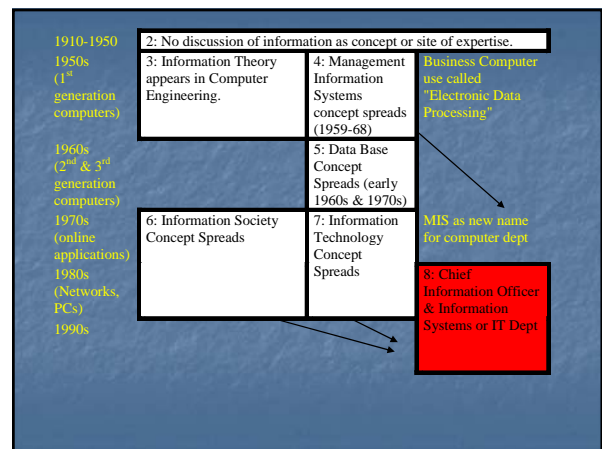 1910-1950
2: No discussion of information as concept or site of expertise.
1950s
(1st
generation
computers)
3: Information Theory
appears in Computer
Engineering.
4: Management
Information
Systems
concept spreads
(1959-68)
Business Computer
use called
"Electronic Data
Processing"
1960s
(2nd & 3rd
generation
computers)
5: Data Base
Concept
Spreads (early
1960s & 1970s)
1970s
(online
applications)
6: Information Society
Concept Spreads
7: Information
Technology
Concept
Spreads
MIS as new name
for computer dept
1980s
(Networks,
PCs)
8: Chief
Information Officer
& Information
Systems or IT Dept
1990s